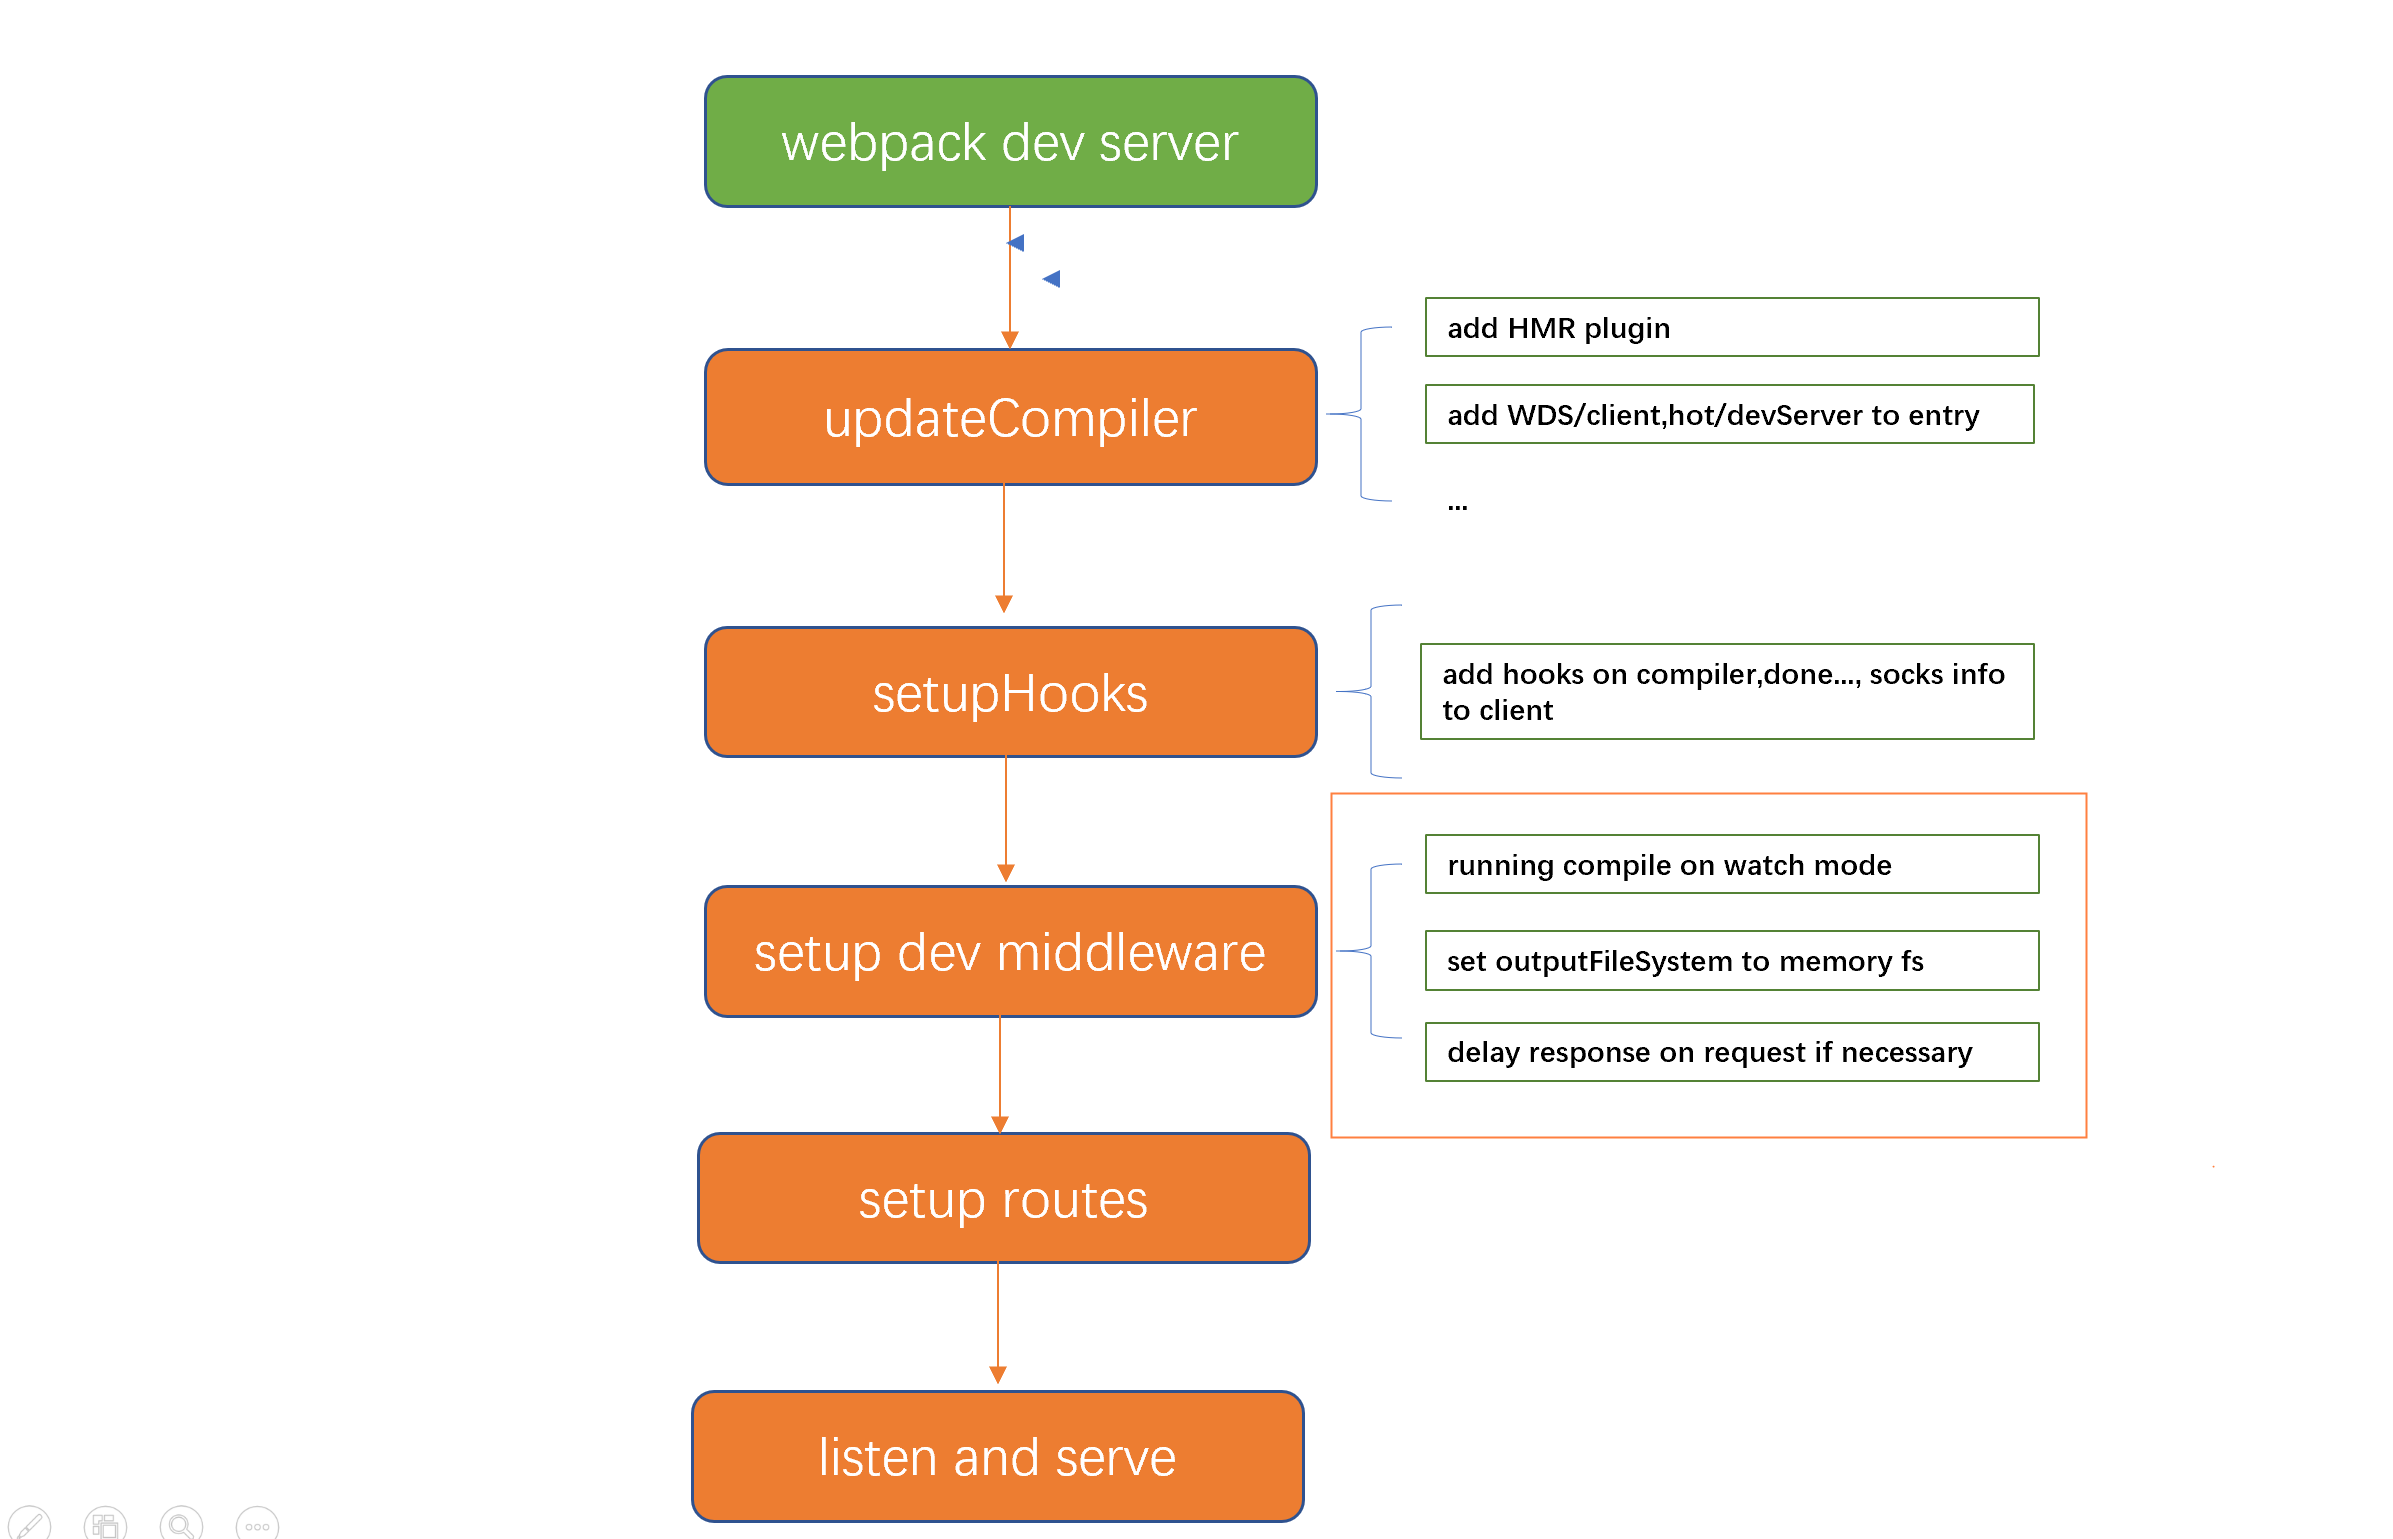 webpack dev server
updateCompiler
add HMR plugin
add WDS/client,hot/devServer to entry
...
setupHooks
add hooks on compiler,done..., socks info
to client
setup dev middleware
running compile on watch mode
set outputFileSystem to memory fs
delay response on request if necessary
setup routes
listen and serve